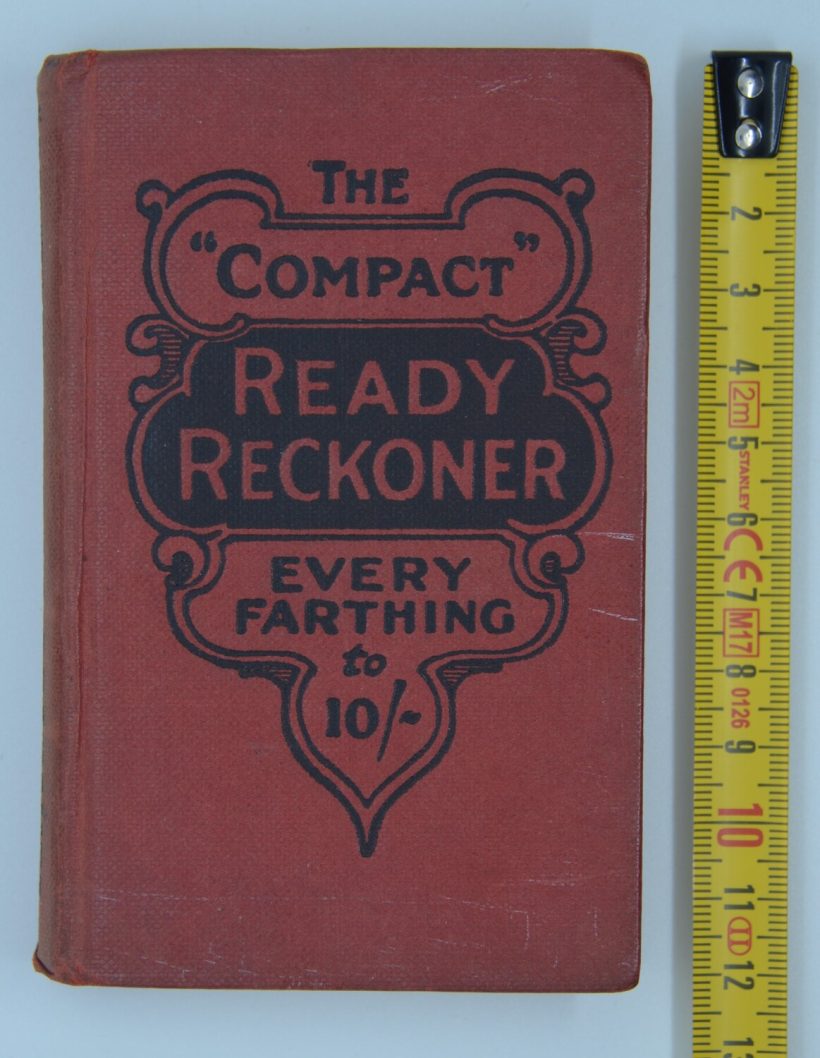 THE
“COMPACT”
READY
RECKONER
EVERY
FARTHING
to
10/-
2
3
4
2m
5
STANLEY
6
CE
7
M17
8
0126
9
10
11
12